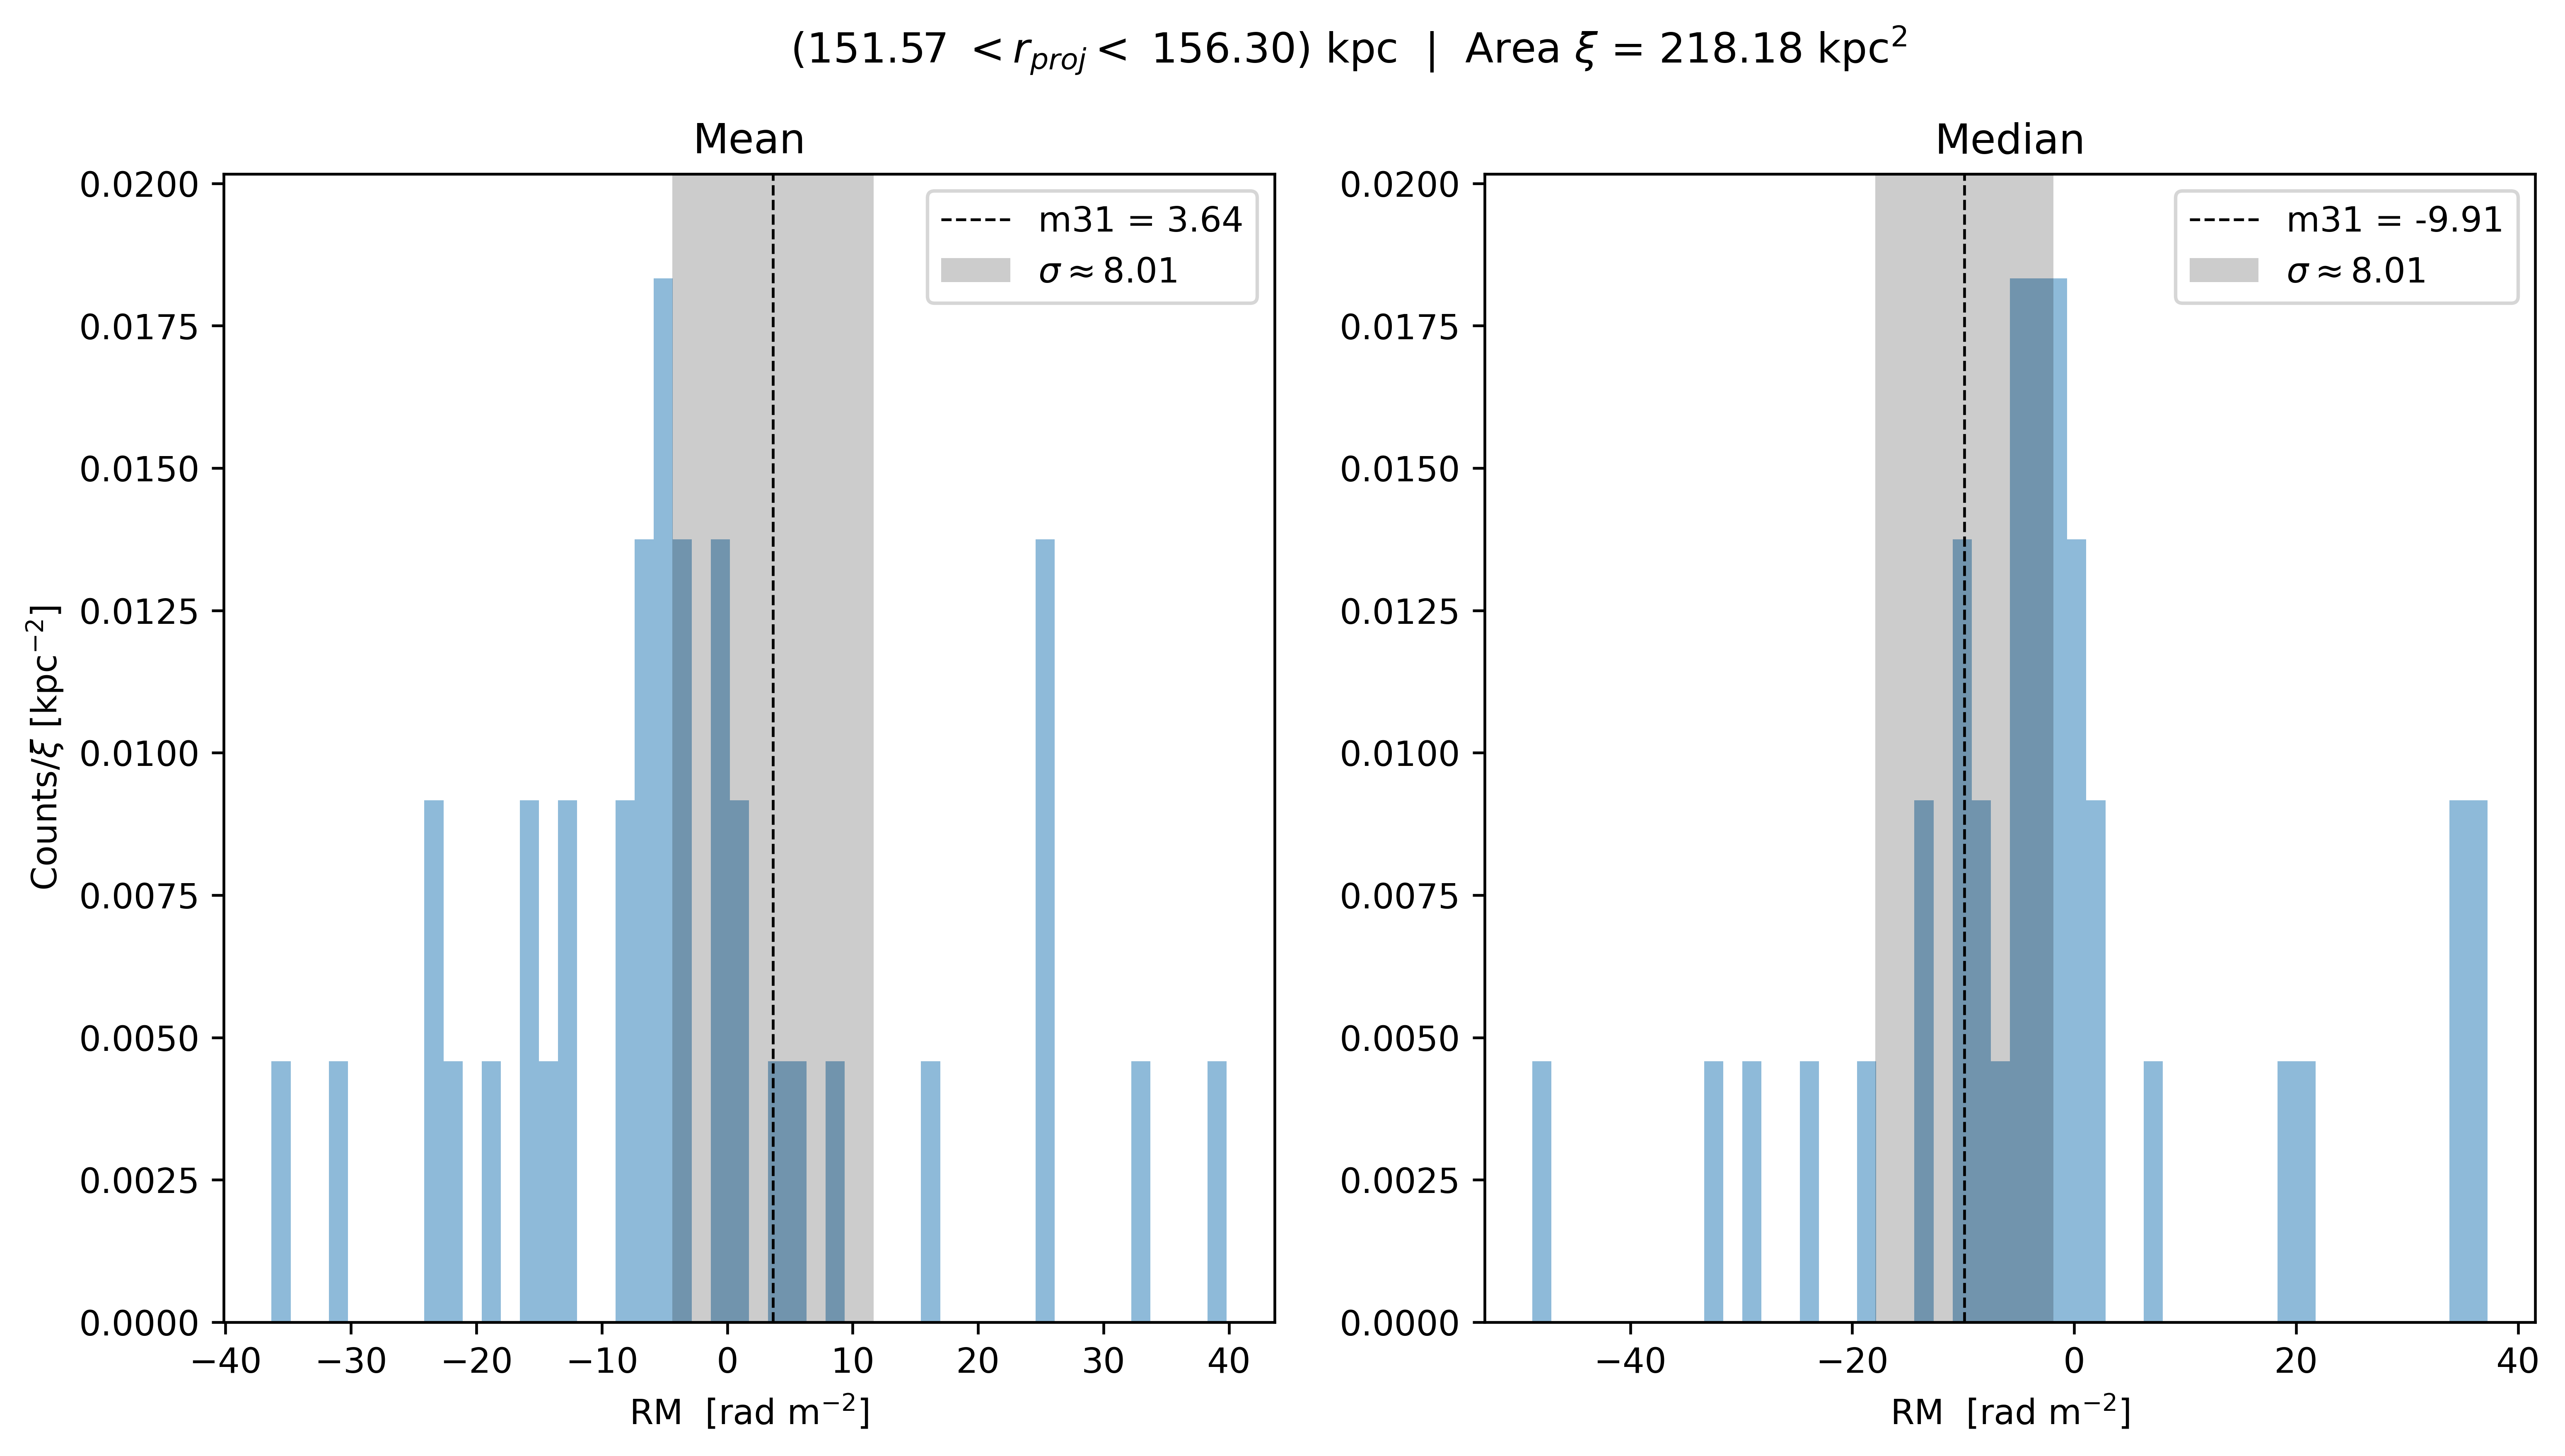 (151.57 < r_proj < 156.30) kpc | Area ξ = 218.18 kpc²
Mean
Counts/ξ [kpc⁻²]
0.0200
0.0175
0.0150
0.0125
0.0100
0.0075
0.0050
0.0025
0.0000
m31 = 3.64
σ ≈ 8.01
−40 −30 −20 −10 0 10 20 30 40
RM [rad m⁻²]
Median
0.0200
0.0175
0.0150
0.0125
0.0100
0.0075
0.0050
0.0025
0.0000
m31 = -9.91
σ ≈ 8.01
−40 −20 0 20 40
RM [rad m⁻²]